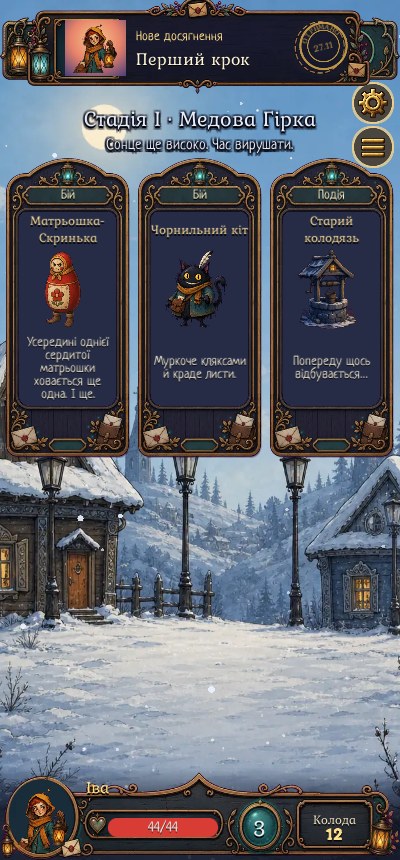 Нове досягнення
Перший крок
27.11
Стадія I · Медова Гірка
Сонце ще високо. Час вирушати.
Бій
Матрьошка-
Скринька
Усередині однієї
сердитої
матрьошки
ховається ще
одна. І ще.
Бій
Чорнильний кіт
Муркоче кляксами
й краде листи.
Подія
Старий
колодязь
Попереду щось
відбувається...
Іва
44/44
3
Колода
12